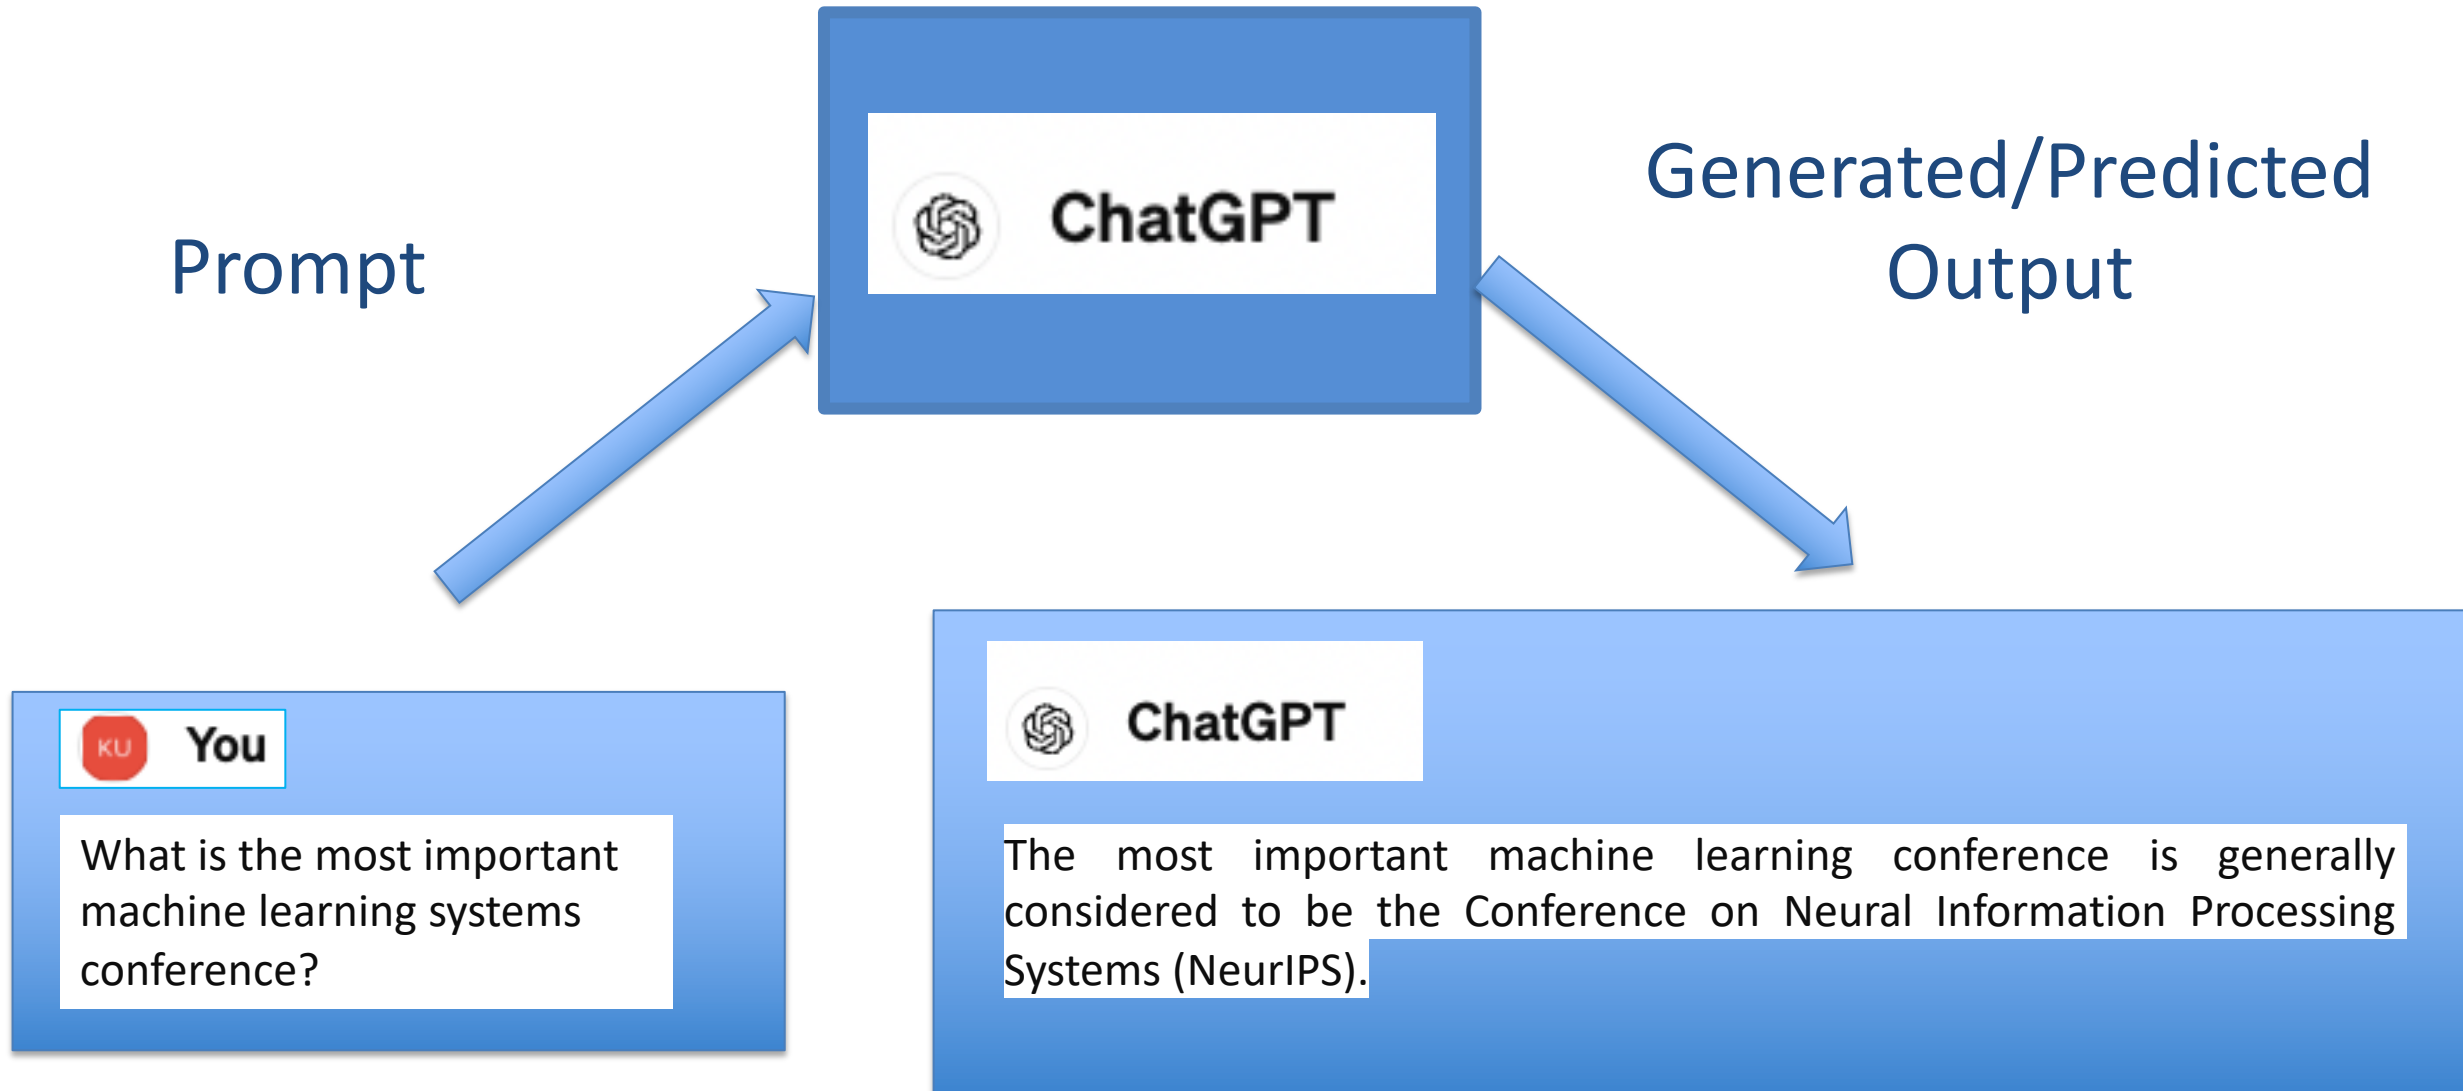 ChatGPT
Generated/Predicted
Output
Prompt
KU You
What is the most important
machine learning systems
conference?
ChatGPT
The most important machine learning conference is generally
considered to be the Conference on Neural Information Processing
Systems (NeurIPS).